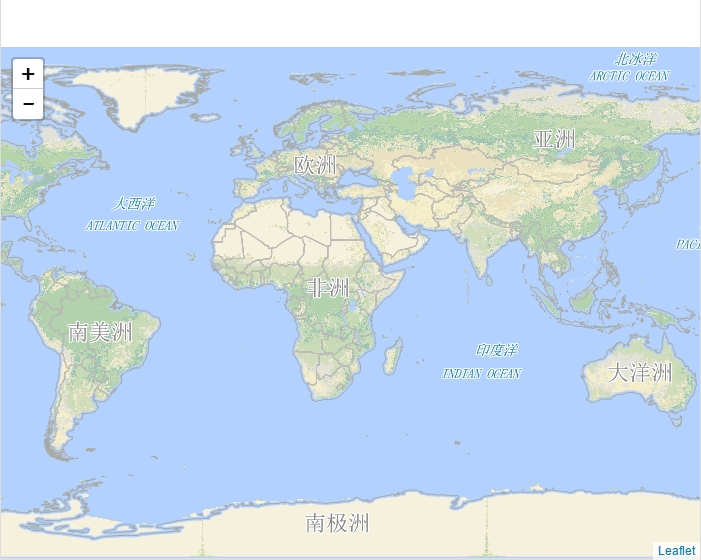 北冰洋
ARCTIC OCEAN
+
−
亚洲
欧洲
大西洋
ATLANTIC OCEAN
PACI
非洲
南美洲
印度洋
INDIAN OCEAN
大洋洲
南极洲
Leaflet